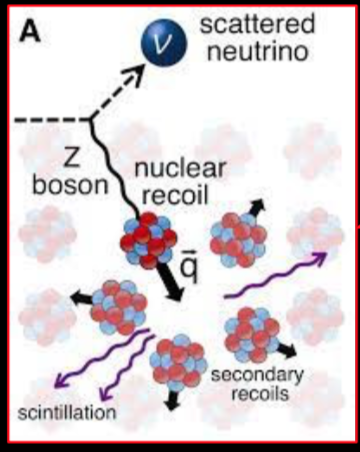 A
scattered
neutrino
ν
Z
boson
nuclear
recoil
q⃗
secondary
recoils
scintillation